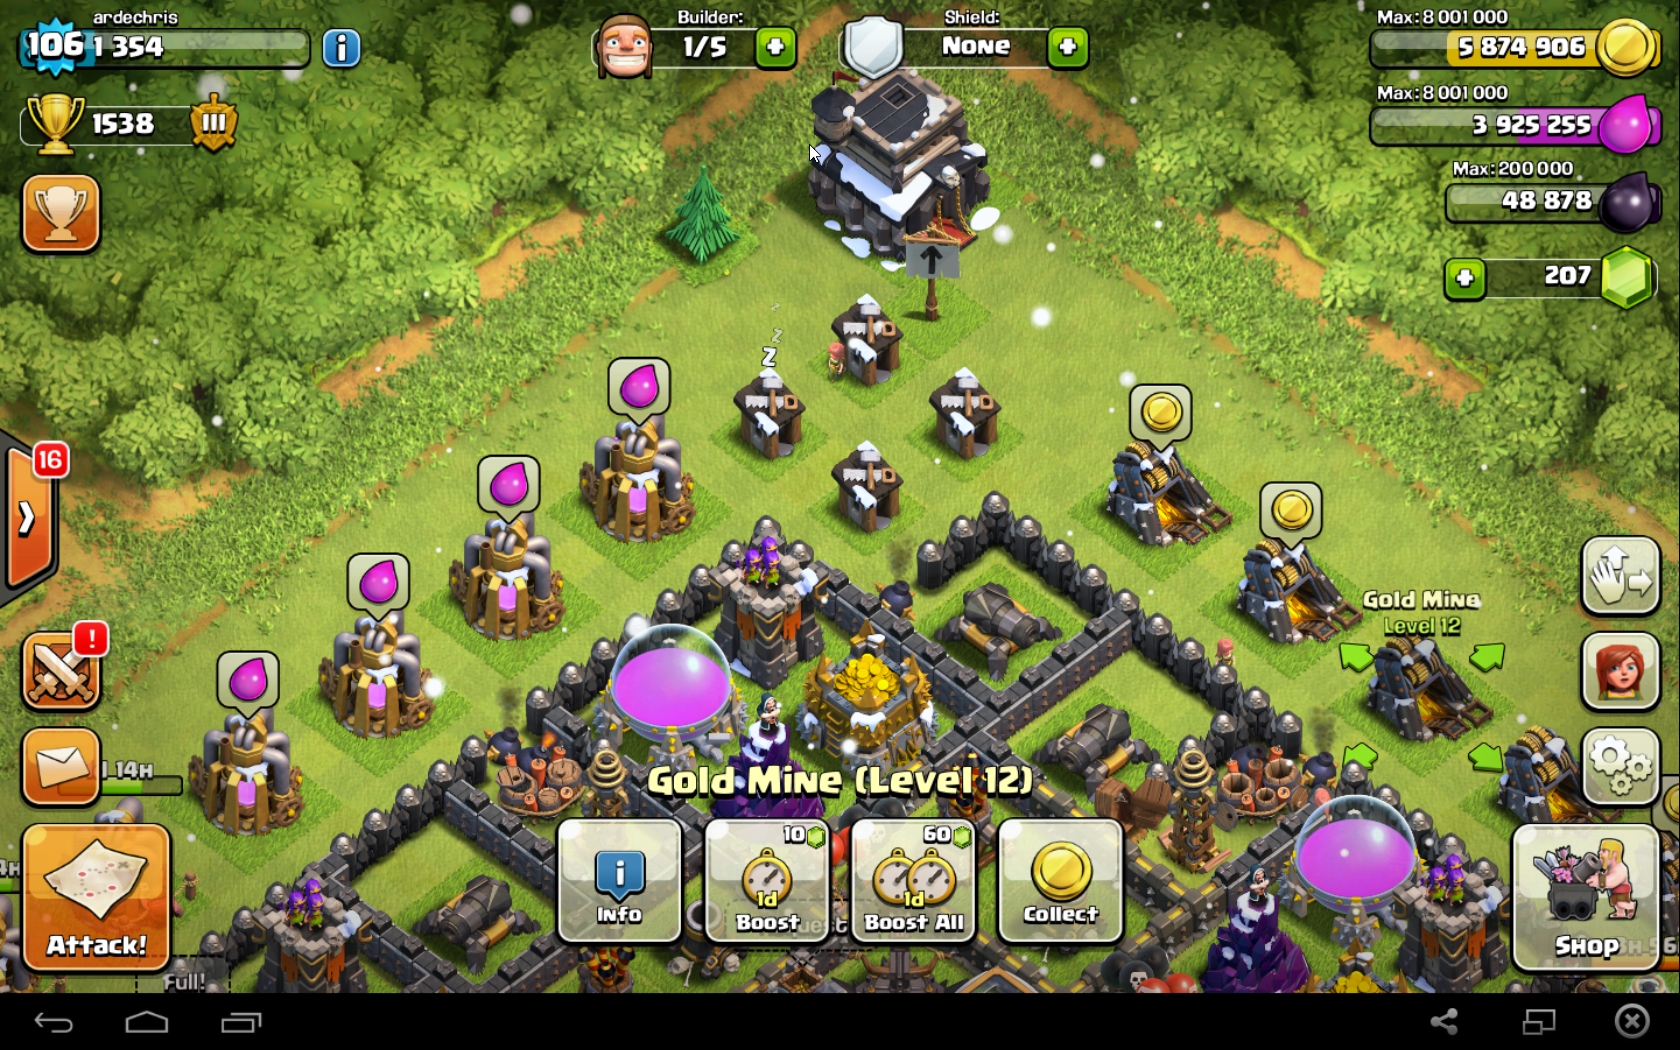 ardechris
106 1 354
i
Builder:
1/5
Shield:
None
Max: 8 001 000
5 874 906
1538
III
Max: 8 001 000
3 925 255
Max: 200 000
48 878
207
z
z
Z
16
!
Gold Mine
Level 12
14H
Gold Mine (Level 12)
i
Info
10
1d
Boost
60
1d
Boost All
Collect
Attack!
Shop
Full!